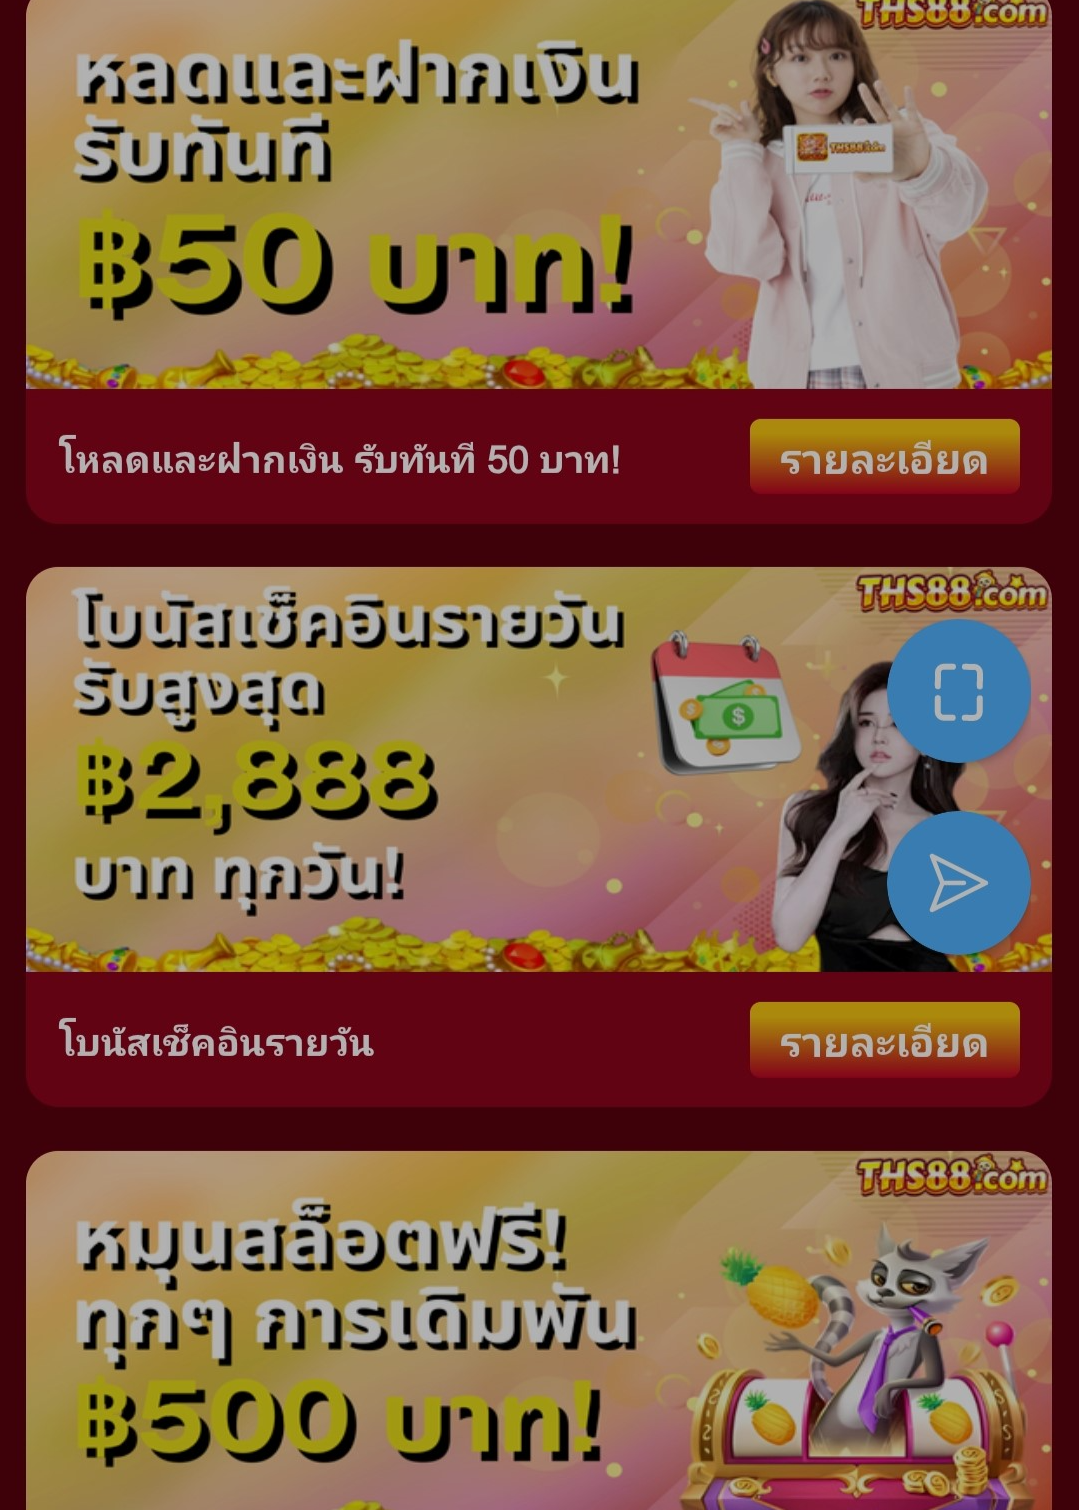 THS88.com
หลดและฝากเงิน
รับทันที
฿50 บาท!
THS88
โหลดและฝากเงิน รับทันที 50 บาท!
รายละเอียด
THS88.com
โบนัสเช็คอินรายวัน
รับสูงสุด
฿2,888
บาท ทุกวัน!
โบนัสเช็คอินรายวัน
รายละเอียด
THS88.com
หมุนสล็อตฟรี!
ทุกๆ การเดิมพัน
฿500 บาท!